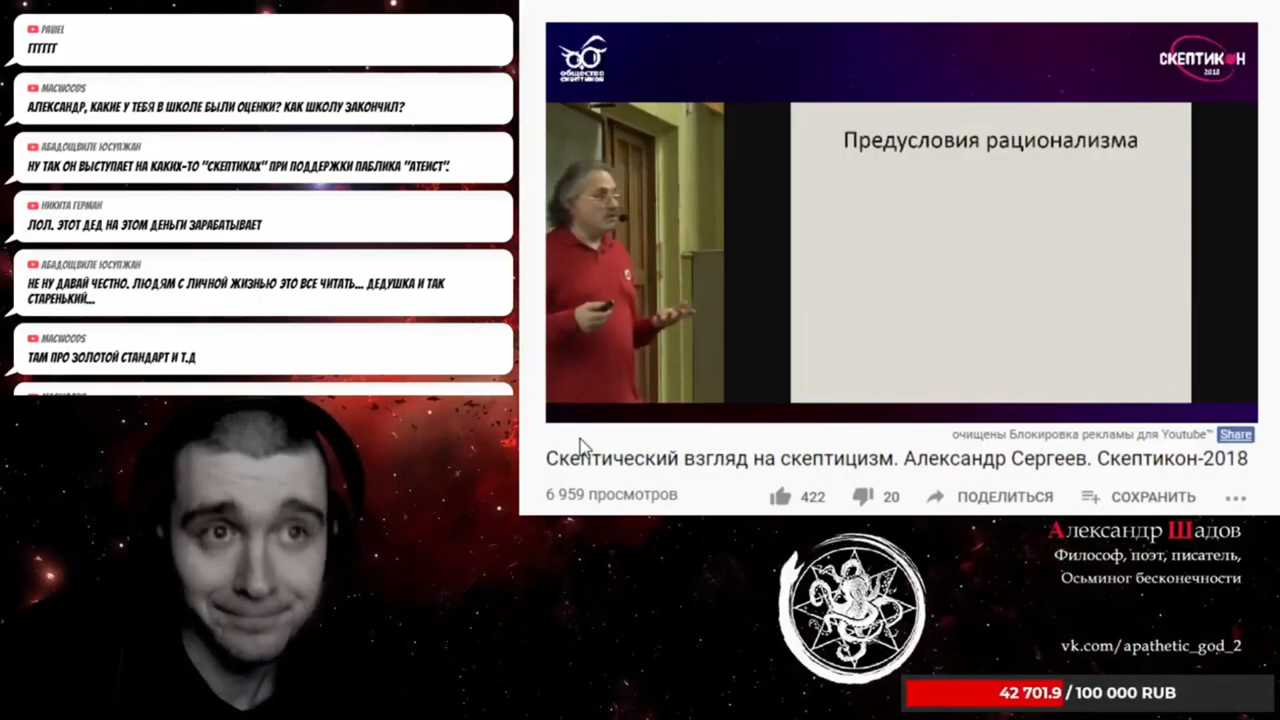 PAVIEL
ГГГГГГ
MACWOODS
АЛЕКСАНДР, КАКИЕ У ТЕБЯ В ШКОЛЕ БЫЛИ ОЦЕНКИ? КАК ШКОЛУ ЗАКОНЧИЛ?
АБАДОЩВИЛЕ ЮСУПЖАН
НУ ТАК ОН ВЫСТУПАЕТ НА КАКИХ-ТО "СКЕПТИКАХ" ПРИ ПОДДЕРЖКИ ПАБЛИКА "АТЕИСТ".
НИКИТА ГЕРМАН
ЛОЛ. ЭТОТ ДЕД НА ЭТОМ ДЕНЬГИ ЗАРАБАТЫВАЕТ
АБАДОЩВИЛЕ ЮСУПЖАН
НЕ НУ ДАВАЙ ЧЕСТНО. ЛЮДЯМ С ЛИЧНОЙ ЖИЗНЬЮ ЭТО ВСЕ ЧИТАТЬ... ДЕДУШКА И ТАК
СТАРЕНЬКИЙ...
MACWOODS
ТАМ ПРО ЗОЛОТОЙ СТАНДАРТ И Т.Д
общество
скептиков
СКЕПТИКОН
2018
Предусловия рационализма
очищены Блокировка рекламы для Youtube™ Share
Скептический взгляд на скептицизм. Александр Сергеев. Скептикон-2018
6 959 просмотров
422
20
ПОДЕЛИТЬСЯ
СОХРАНИТЬ
Александр Шадов
Философ, поэт, писатель,
Осьминог бесконечности
vk.com/apathetic_god_2
42 701.9 / 100 000 RUB